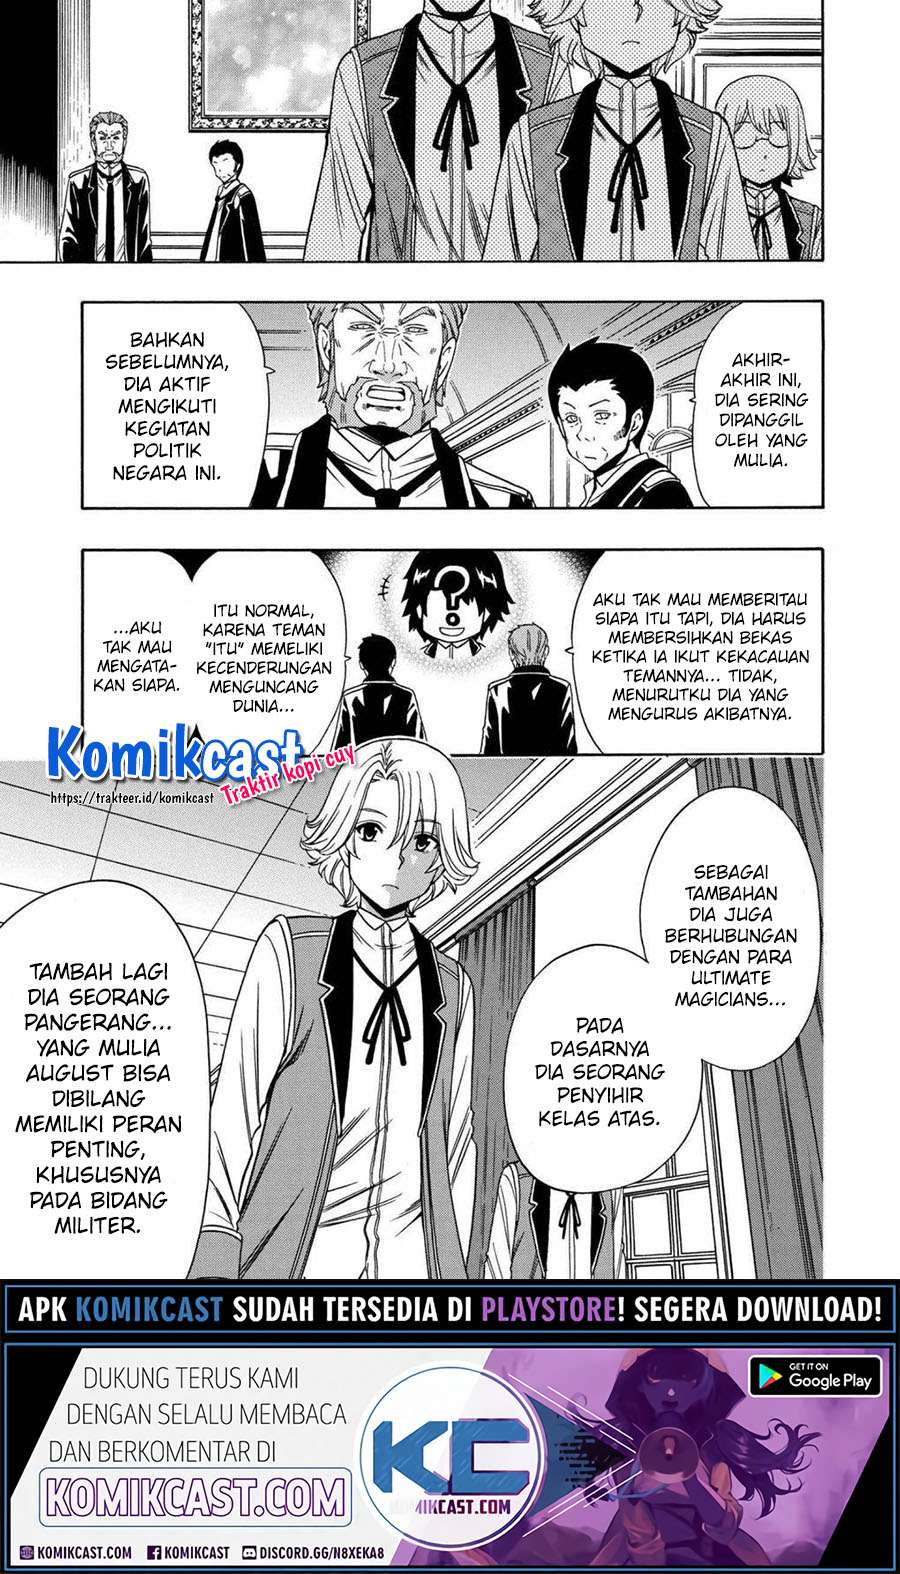 AKHIR-
AKHIR INI,
DIA SERING
DIPANGGIL
OLEH YANG
MULIA.
BAHKAN
SEBELUMNYA,
DIA AKTIF
MENGIKUTI
KEGIATAN
POLITIK
NEGARA INI.
AKU TAK MAU MEMBERITAU
SIAPA ITU TAPI, DIA HARUS
MEMBERSIHKAN BEKAS
KETIKA IA IKUT KEKACAUAN
TEMANNYA... TIDAK,
MENURUTKU DIA YANG
MENGURUS AKIBATNYA.
?
ITU NORMAL,
KARENA TEMAN
"ITU" MEMELIKI
KECENDERUNGAN
MENGUNCANG
DUNIA...
...AKU
TAK MAU
MENGATA-
KAN SIAPA.
Komikcast
Traktir kopi cuy
https://trakteer.id/komikcast
SEBAGAI
TAMBAHAN
DIA JUGA
BERHUBUNGAN
DENGAN PARA
ULTIMATE
MAGICIANS...
PADA
DASARNYA
DIA SEORANG
PENYIHIR
KELAS ATAS.
TAMBAH LAGI
DIA SEORANG
PANGERANG...
YANG MULIA
AUGUST BISA
DIBILANG
MEMILIKI PERAN
PENTING,
KHUSUSNYA
PADA BIDANG
MILITER.
APK KOMIKCAST SUDAH TERSEDIA DI PLAYSTORE! SEGERA DOWNLOAD!
DUKUNG TERUS KAMI
DENGAN SELALU MEMBACA
DAN BERKOMENTAR DI
KOMIKCAST.COM
KOMIKCAST.COM KOMIKCAST DISCORD.GG/N8XEKA8
KC
KOMIKCAST.COM
GET IT ON
Google Play